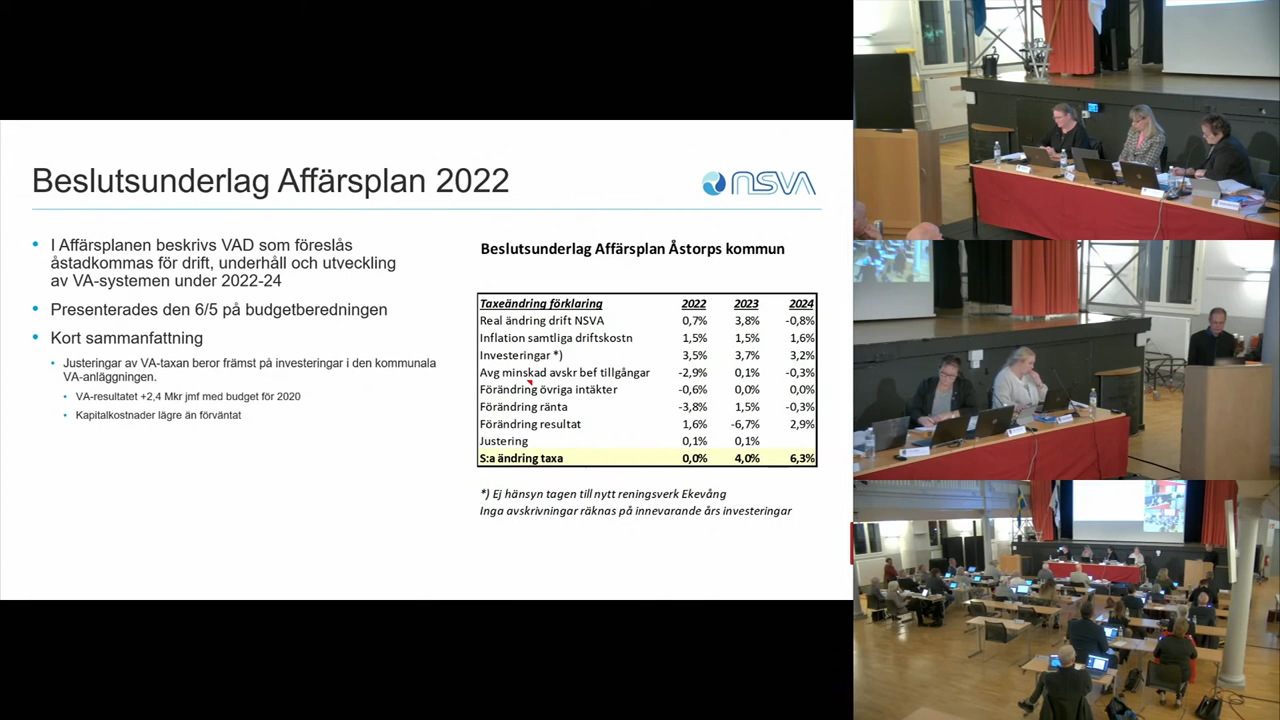 Beslutsunderlag Affärsplan 2022
NSVA
• I Affärsplanen beskrivs VAD som föreslås
åstadkommas för drift, underhåll och utveckling
av VA-systemen under 2022-24
• Presenterades den 6/5 på budgetberedningen
• Kort sammanfattning
• Justeringar av VA-taxan beror främst på investeringar i den kommunala
VA-anläggningen.
• VA-resultatet +2,4 Mkr jmf med budget för 2020
• Kapitalkostnader lägre än förväntat
Beslutsunderlag Affärsplan Åstorps kommun
Taxeändring förklaring 2022 2023 2024
Real ändring drift NSVA 0,7% 3,8% -0,8%
Inflation samtliga driftskostn 1,5% 1,5% 1,6%
Investeringar *) 3,5% 3,7% 3,2%
Avg minskad avskr bef tillgångar -2,9% 0,1% -0,3%
Förändring övriga intäkter -0,6% 0,0% 0,0%
Förändring ränta -3,8% 1,5% -0,3%
Förändring resultat 1,6% -6,7% 2,9%
Justering 0,1% 0,1%
S:a ändring taxa 0,0% 4,0% 6,3%
*) Ej hänsyn tagen till nytt reningsverk Ekevång
Inga avskrivningar räknas på innevarande års investeringar